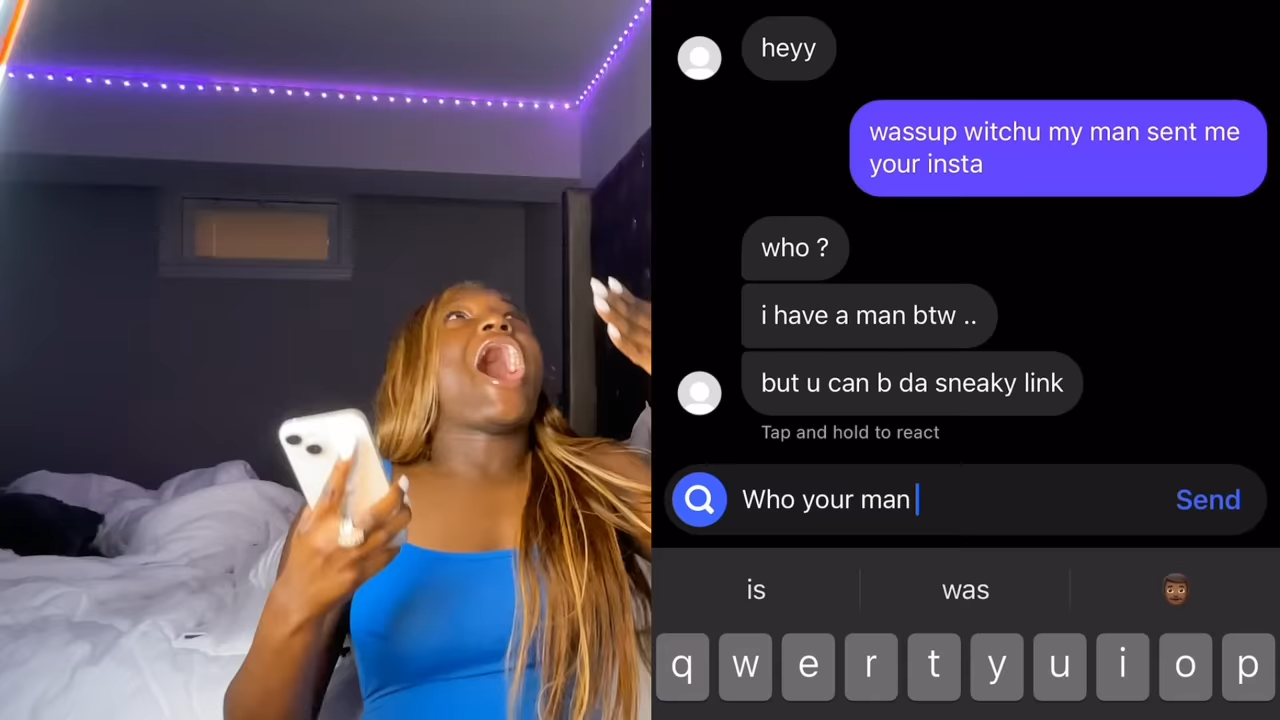 heyy
wassup witchu my man sent me
your insta
who ?
i have a man btw ..
but u can b da sneaky link
Tap and hold to react
Who your man
Send
is
was
🧔🏾‍♂️
q w e r t y u i o p